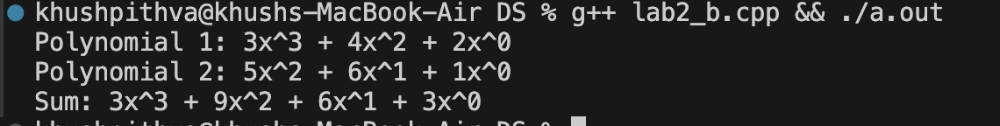 khushpithva@khushs-MacBook-Air DS % g++ lab2_b.cpp && ./a.out
Polynomial 1: 3x^3 + 4x^2 + 2x^0
Polynomial 2: 5x^2 + 6x^1 + 1x^0
Sum: 3x^3 + 9x^2 + 6x^1 + 3x^0
khushpithva@khushs-MacBook-Air DS %